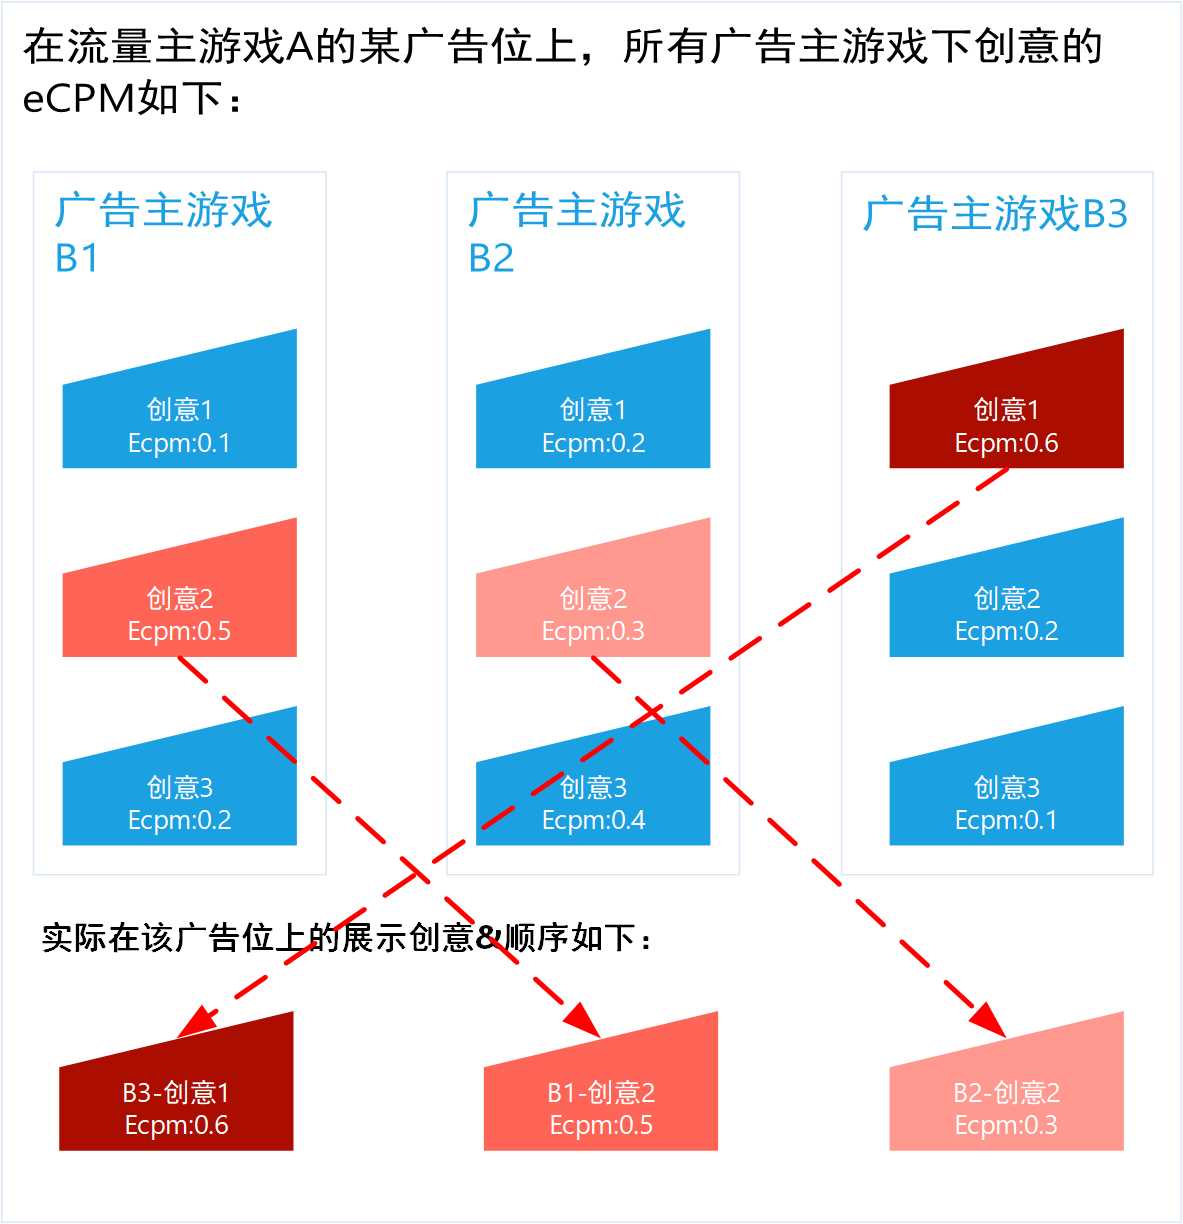 在流量主游戏A的某广告位上，所有广告主游戏下创意的
eCPM如下：
广告主游戏
B1
创意1
Ecpm:0.1
创意2
Ecpm:0.5
创意3
Ecpm:0.2
广告主游戏
B2
创意1
Ecpm:0.2
创意2
Ecpm:0.3
创意3
Ecpm:0.4
广告主游戏B3
创意1
Ecpm:0.6
创意2
Ecpm:0.2
创意3
Ecpm:0.1
实际在该广告位上的展示创意&顺序如下：
B3-创意1
Ecpm:0.6
B1-创意2
Ecpm:0.5
B2-创意2
Ecpm:0.3